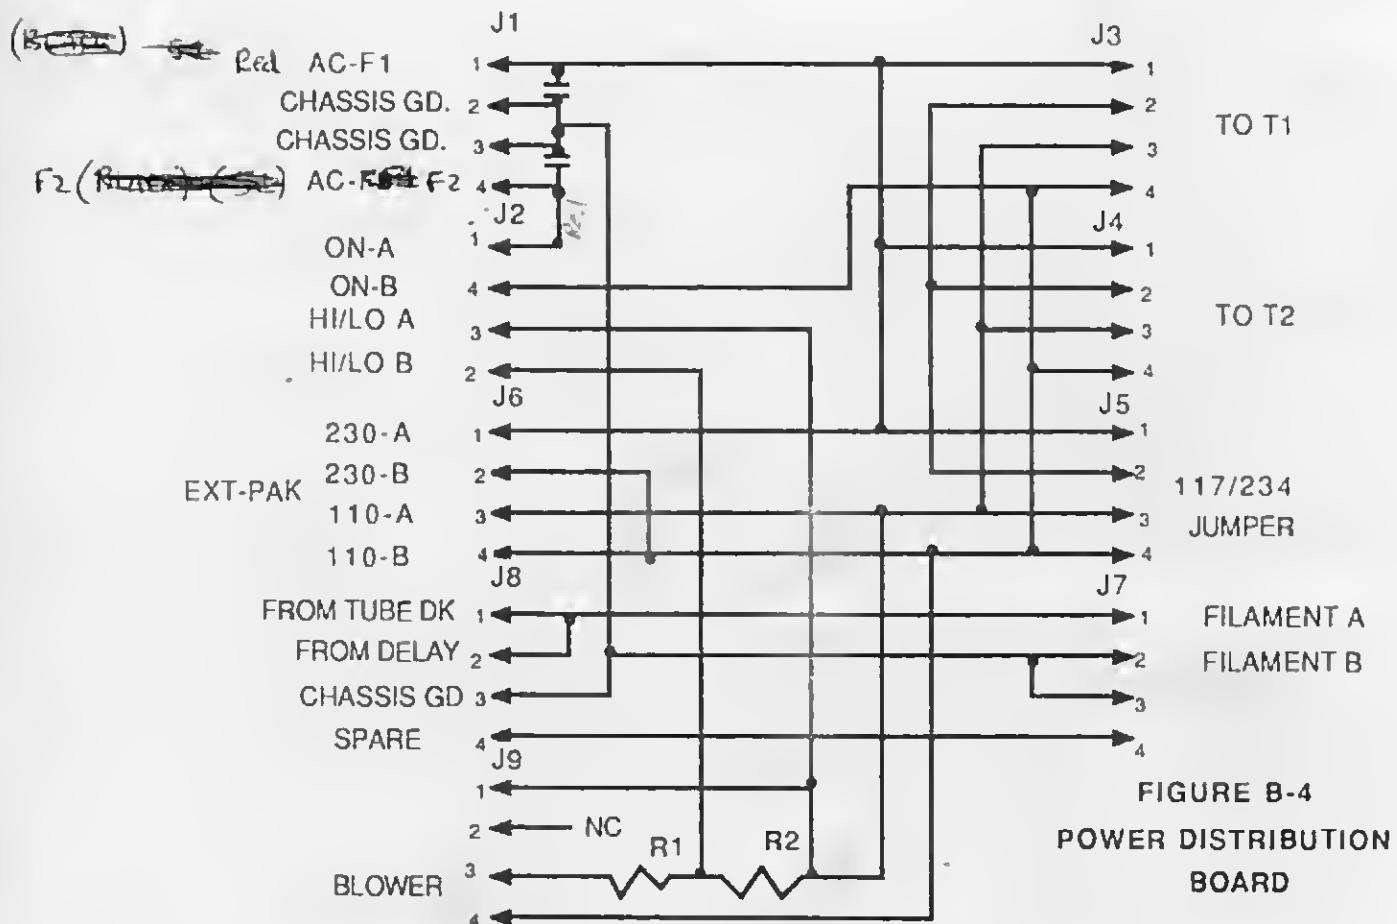 J1
J3
Red AC-F1 1
1
CHASSIS GD. 2
2
TO T1
CHASSIS GD. 3
3
F2 AC- F2 4
4
J2
J4
ON-A 1
1
ON-B 4
2
TO T2
HI/LO A 3
3
HI/LO B 2
4
J6
J5
230-A 1
1
EXT-PAK
230-B 2
2
117/234
110-A 3
3
JUMPER
110-B 4
4
J8
J7
FROM TUBE DK 1
1 FILAMENT A
FROM DELAY 2
2 FILAMENT B
CHASSIS GD 3
3
SPARE 4
4
J9
1
FIGURE B-4
2 NC
POWER DISTRIBUTION
R1 R2
BOARD
BLOWER 3
4